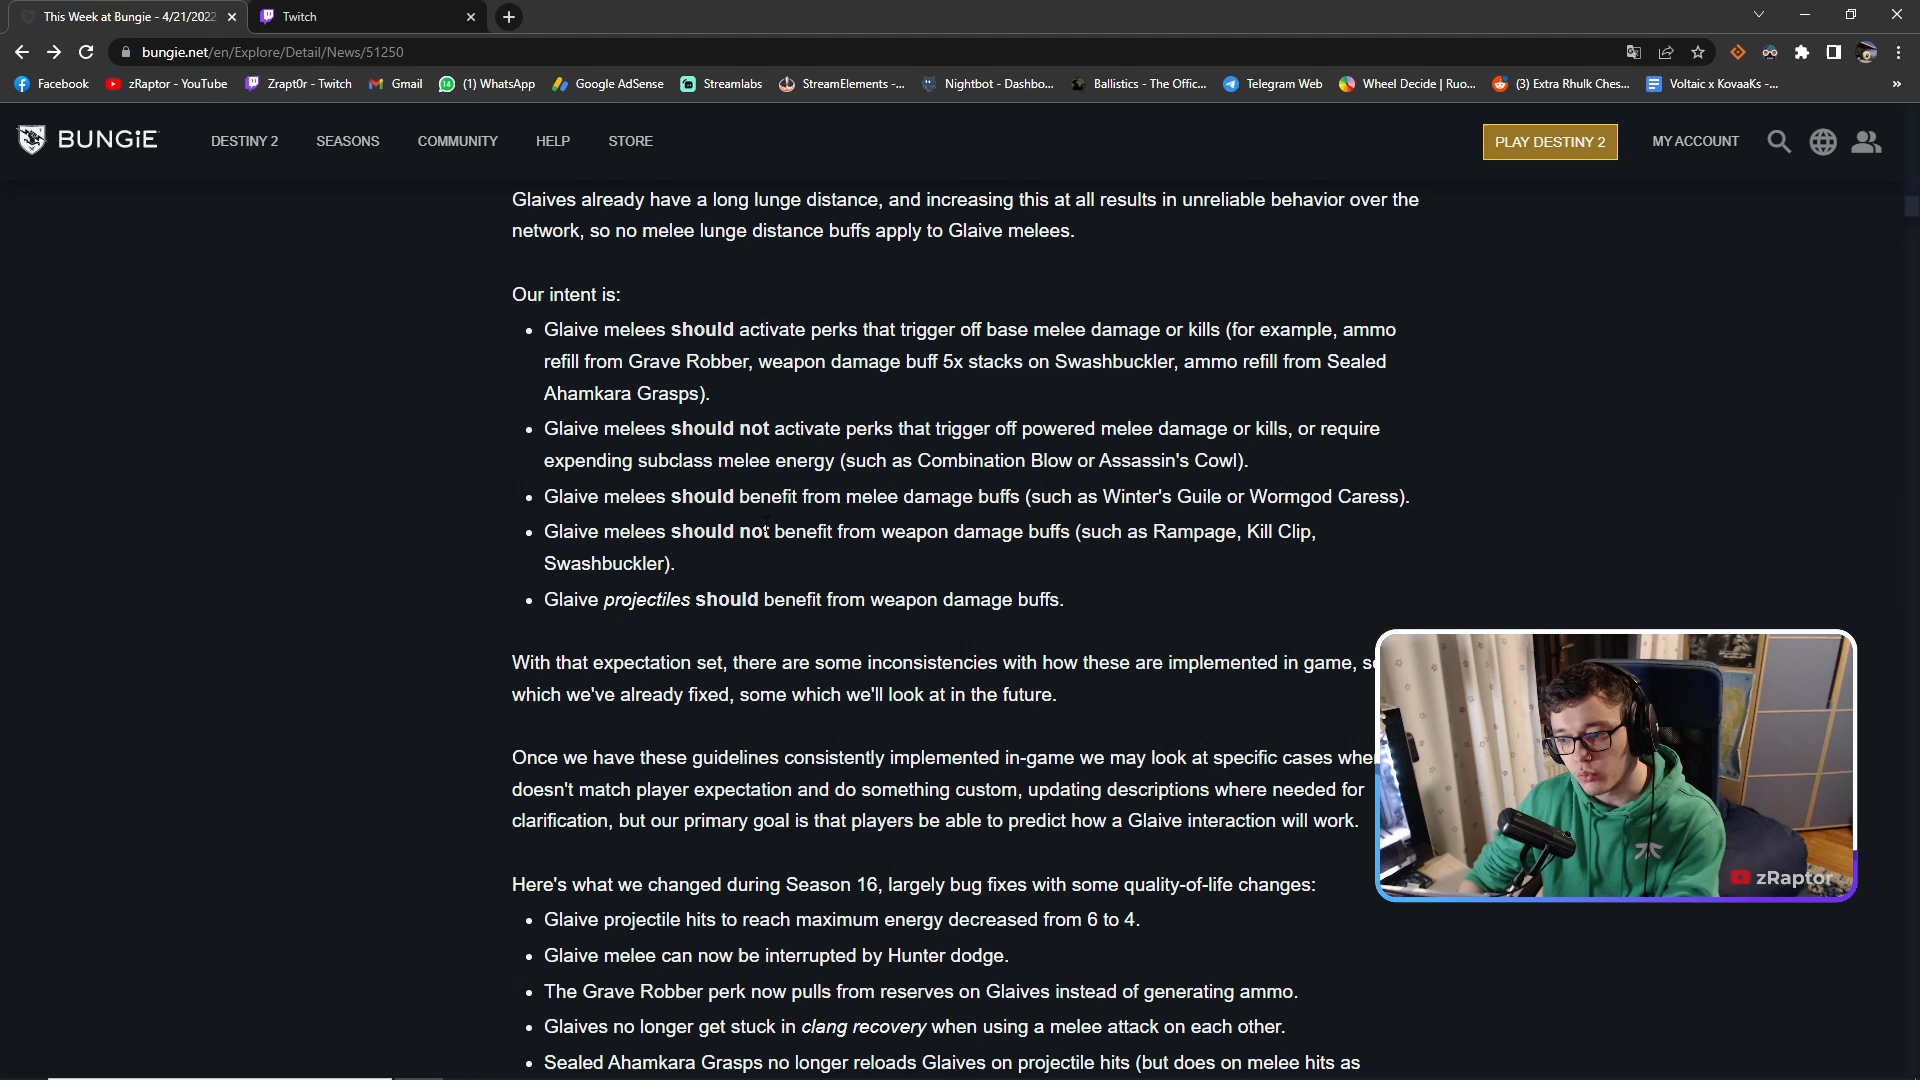 This Week at Bungie - 4/21/2022
Twitch
bungie.net/en/Explore/Detail/News/51250
Facebook
zRaptor - YouTube
Zrapt0r - Twitch
Gmail
(1) WhatsApp
Google AdSense
Streamlabs
StreamElements -...
Nightbot - Dashbo...
Ballistics - The Offic...
Telegram Web
Wheel Decide | Ruo...
(3) Extra Rhulk Ches...
Voltaic x KovaaKs -...
BUNGiE
DESTINY 2
SEASONS
COMMUNITY
HELP
STORE
PLAY DESTINY 2
MY ACCOUNT
Glaives already have a long lunge distance, and increasing this at all results in unreliable behavior over the
network, so no melee lunge distance buffs apply to Glaive melees.
Our intent is:
• Glaive melees should activate perks that trigger off base melee damage or kills (for example, ammo
refill from Grave Robber, weapon damage buff 5x stacks on Swashbuckler, ammo refill from Sealed
Ahamkara Grasps).
• Glaive melees should not activate perks that trigger off powered melee damage or kills, or require
expending subclass melee energy (such as Combination Blow or Assassin's Cowl).
• Glaive melees should benefit from melee damage buffs (such as Winter's Guile or Wormgod Caress).
• Glaive melees should not benefit from weapon damage buffs (such as Rampage, Kill Clip,
Swashbuckler).
• Glaive projectiles should benefit from weapon damage buffs.
With that expectation set, there are some inconsistencies with how these are implemented in game,
which we've already fixed, some which we'll look at in the future.
Once we have these guidelines consistently implemented in-game we may look at specific cases
doesn't match player expectation and do something custom, updating descriptions where needed for
clarification, but our primary goal is that players be able to predict how a Glaive interaction will work.
Here's what we changed during Season 16, largely bug fixes with some quality-of-life changes:
• Glaive projectile hits to reach maximum energy decreased from 6 to 4.
• Glaive melee can now be interrupted by Hunter dodge.
• The Grave Robber perk now pulls from reserves on Glaives instead of generating ammo.
• Glaives no longer get stuck in clang recovery when using a melee attack on each other.
• Sealed Ahamkara Grasps no longer reloads Glaives on projectile hits (but does on melee hits as
zRaptor